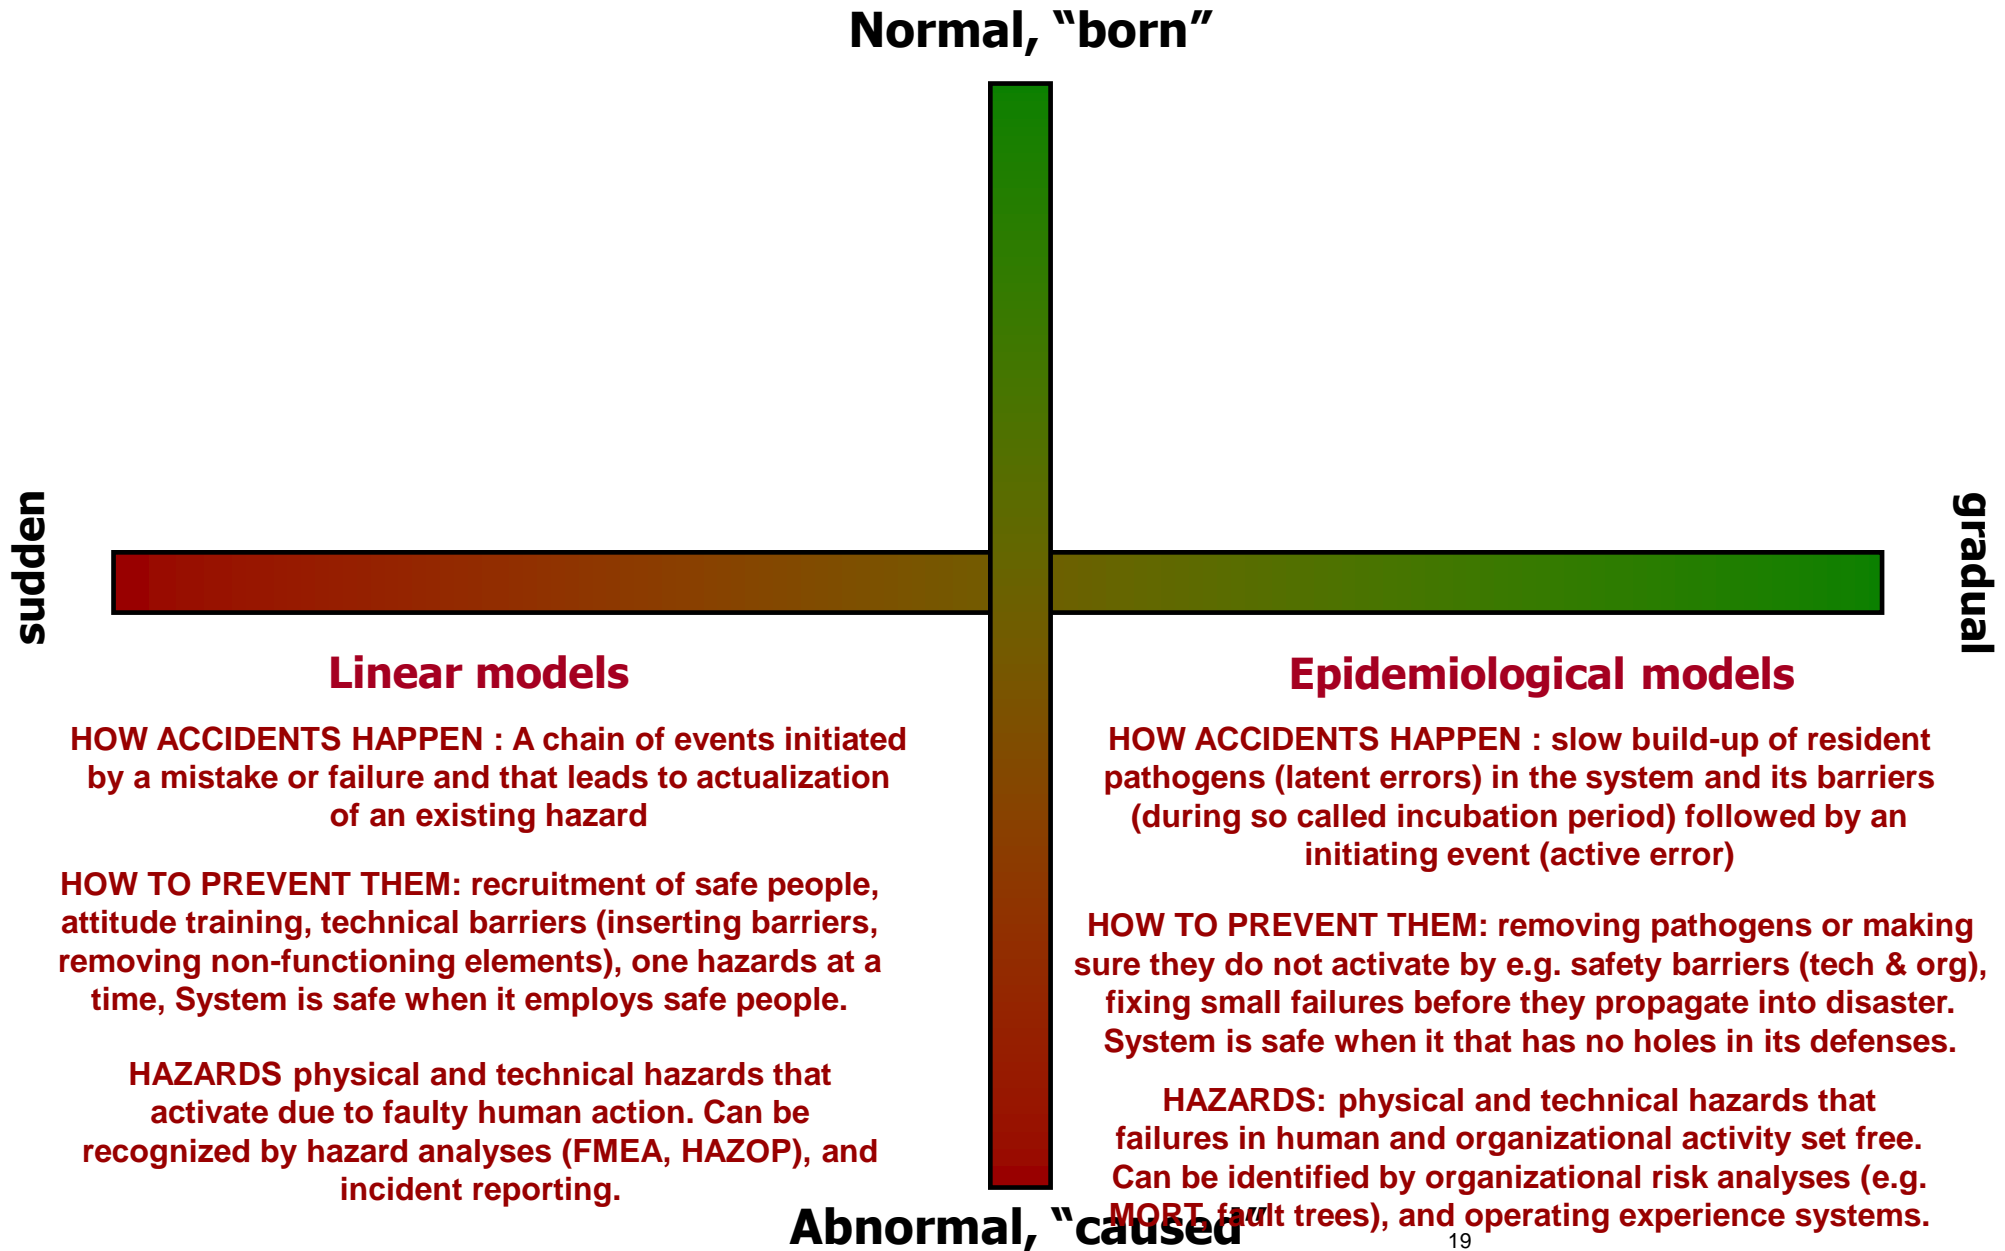 Normal, “born”
sudden
gradual
Linear models
HOW ACCIDENTS HAPPEN : A chain of events initiated
by a mistake or failure and that leads to actualization
of an existing hazard
HOW TO PREVENT THEM: recruitment of safe people,
attitude training, technical barriers (inserting barriers,
removing non-functioning elements), one hazards at a
time, System is safe when it employs safe people.
HAZARDS physical and technical hazards that
activate due to faulty human action. Can be
recognized by hazard analyses (FMEA, HAZOP), and
incident reporting.
Epidemiological models
HOW ACCIDENTS HAPPEN : slow build-up of resident
pathogens (latent errors) in the system and its barriers
(during so called incubation period) followed by an
initiating event (active error)
HOW TO PREVENT THEM: removing pathogens or making
sure they do not activate by e.g. safety barriers (tech & org),
fixing small failures before they propagate into disaster.
System is safe when it that has no holes in its defenses.
HAZARDS: physical and technical hazards that
failures in human and organizational activity set free.
Can be identified by organizational risk analyses (e.g.
MORT, fault trees), and operating experience systems.
Abnormal, “caused”
19